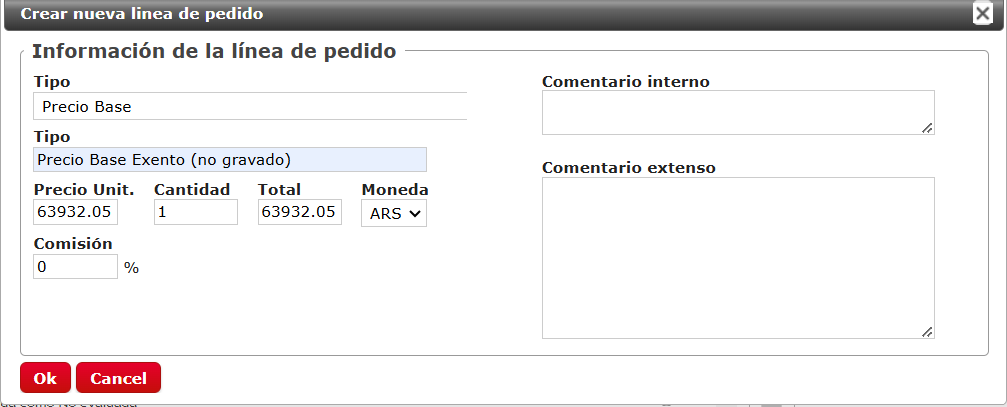 Crear nueva linea de pedido
Información de la línea de pedido
Tipo
Precio Base
Tipo
Precio Base Exento (no gravado)
Precio Unit. Cantidad Total Moneda
63932.05 1 63932.05 ARS
Comisión
0 %
Comentario interno
Comentario extenso
Ok Cancel